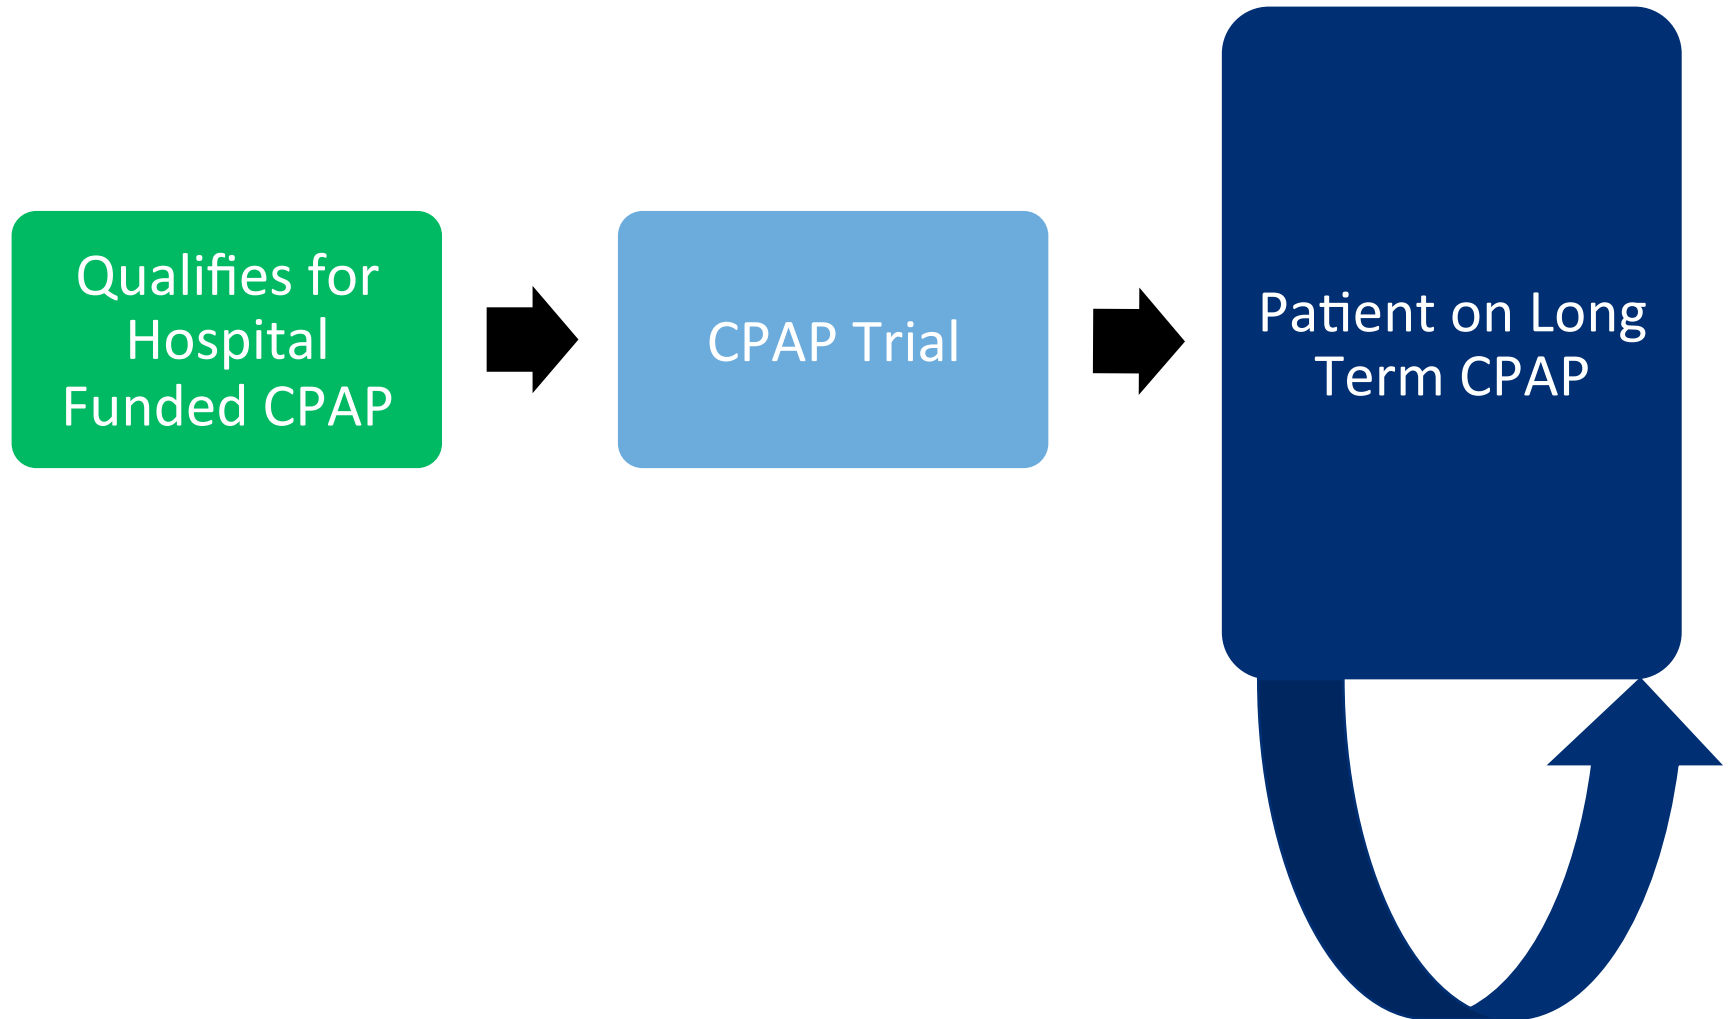 Qualifies for
Hospital
Funded CPAP
CPAP Trial
Patient on Long
Term CPAP